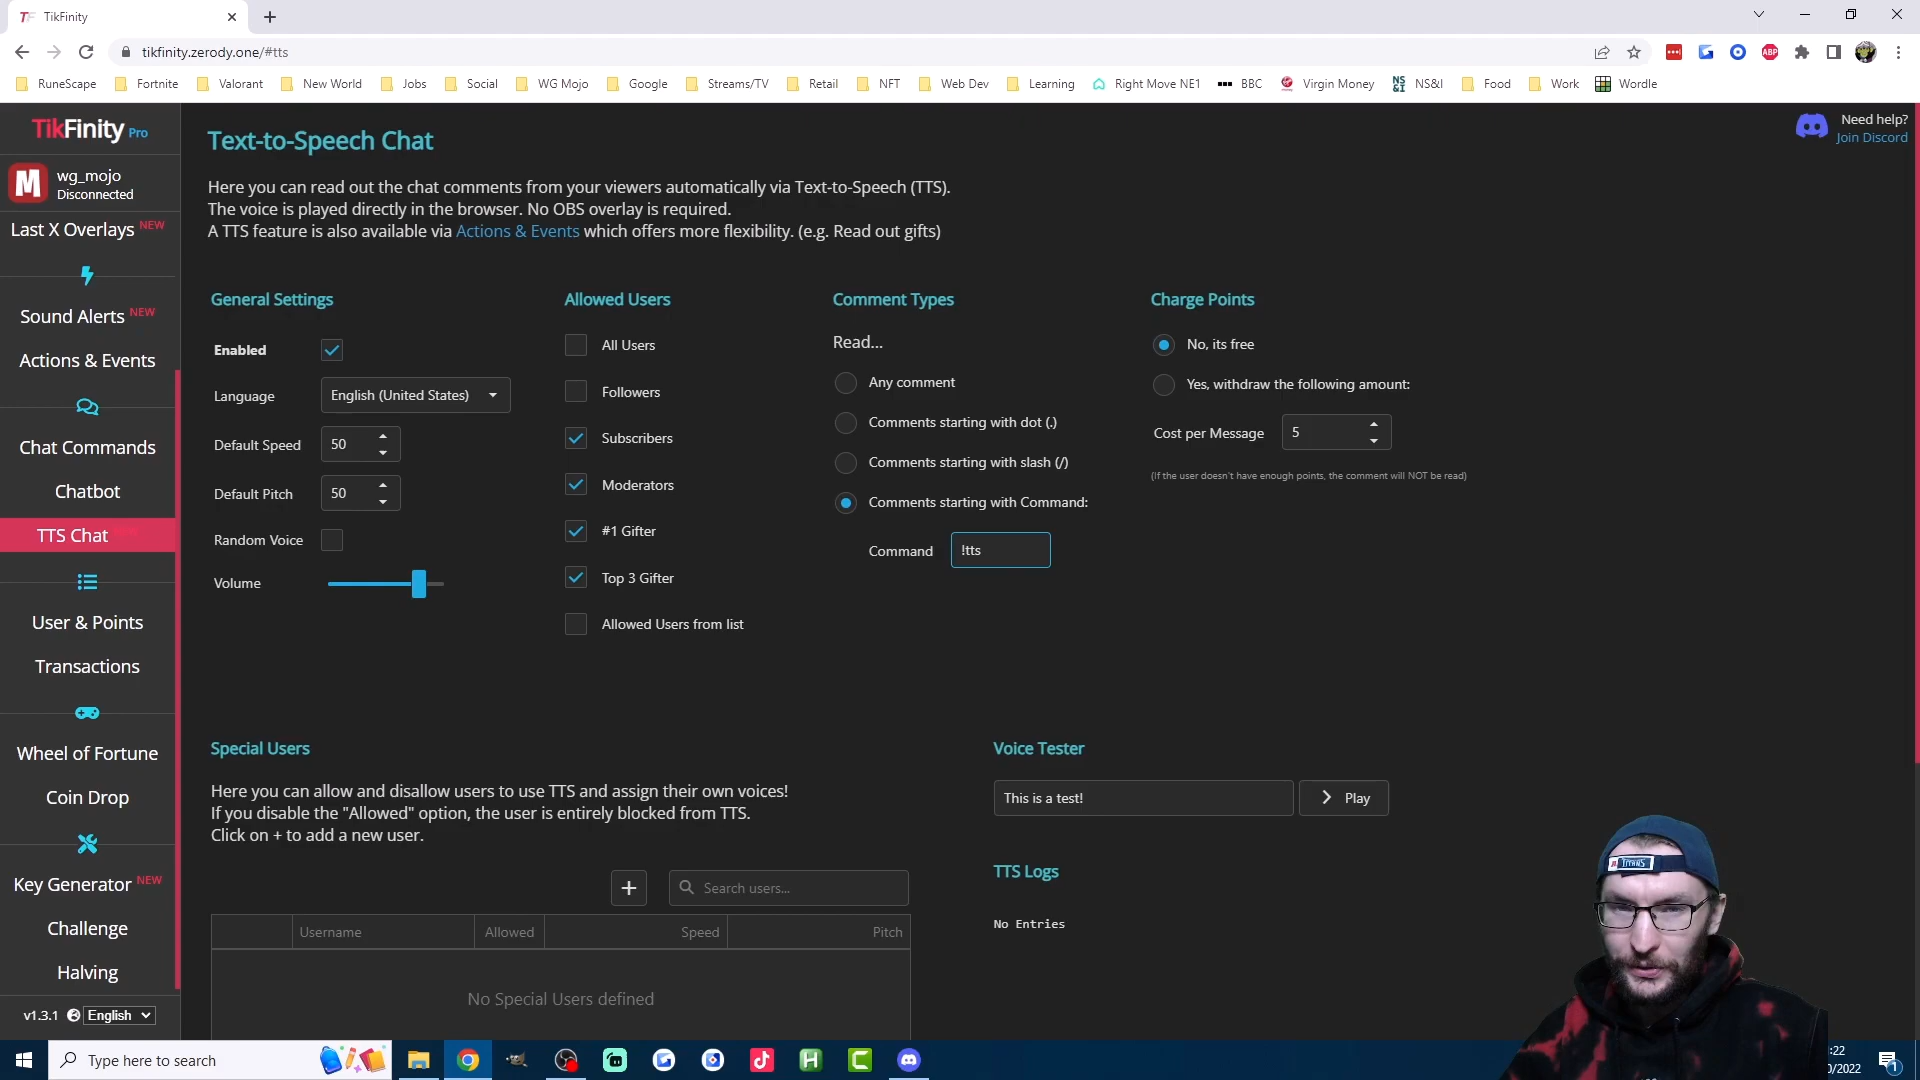 TikFinity
tikfinity.zerody.one/#tts
RuneScape
Fortnite
Valorant
New World
Jobs
Social
WG Mojo
Google
Streams/TV
Retail
NFT
Web Dev
Learning
Right Move NE1
BBC
Virgin Money
NS&I
Food
Work
Wordle
TikFinity Pro
wg_mojo
Disconnected
Last X Overlays NEW
Sound Alerts NEW
Actions & Events
Chat Commands
Chatbot
TTS Chat
User & Points
Transactions
Wheel of Fortune
Coin Drop
Key Generator NEW
Challenge
Halving
v1.3.1 English
Need help?
Join Discord
Text-to-Speech Chat
Here you can read out the chat comments from your viewers automatically via Text-to-Speech (TTS).
The voice is played directly in the browser. No OBS overlay is required.
A TTS feature is also available via Actions & Events which offers more flexibility. (e.g. Read out gifts)
General Settings
Enabled
Language English (United States)
Default Speed 50
Default Pitch 50
Random Voice
Volume
Allowed Users
All Users
Followers
Subscribers
Moderators
#1 Gifter
Top 3 Gifter
Allowed Users from list
Comment Types
Read...
Any comment
Comments starting with dot (.)
Comments starting with slash (/)
Comments starting with Command:
Command !tts
Charge Points
No, its free
Yes, withdraw the following amount:
Cost per Message 5
(If the user doesn't have enough points, the comment will NOT be read)
Special Users
Here you can allow and disallow users to use TTS and assign their own voices!
If you disable the "Allowed" option, the user is entirely blocked from TTS.
Click on + to add a new user.
Search users...
Username Allowed Speed Pitch
No Special Users defined
Voice Tester
This is a test! Play
TTS Logs
No Entries
TITANS
Type here to search
:22
0/2022
1